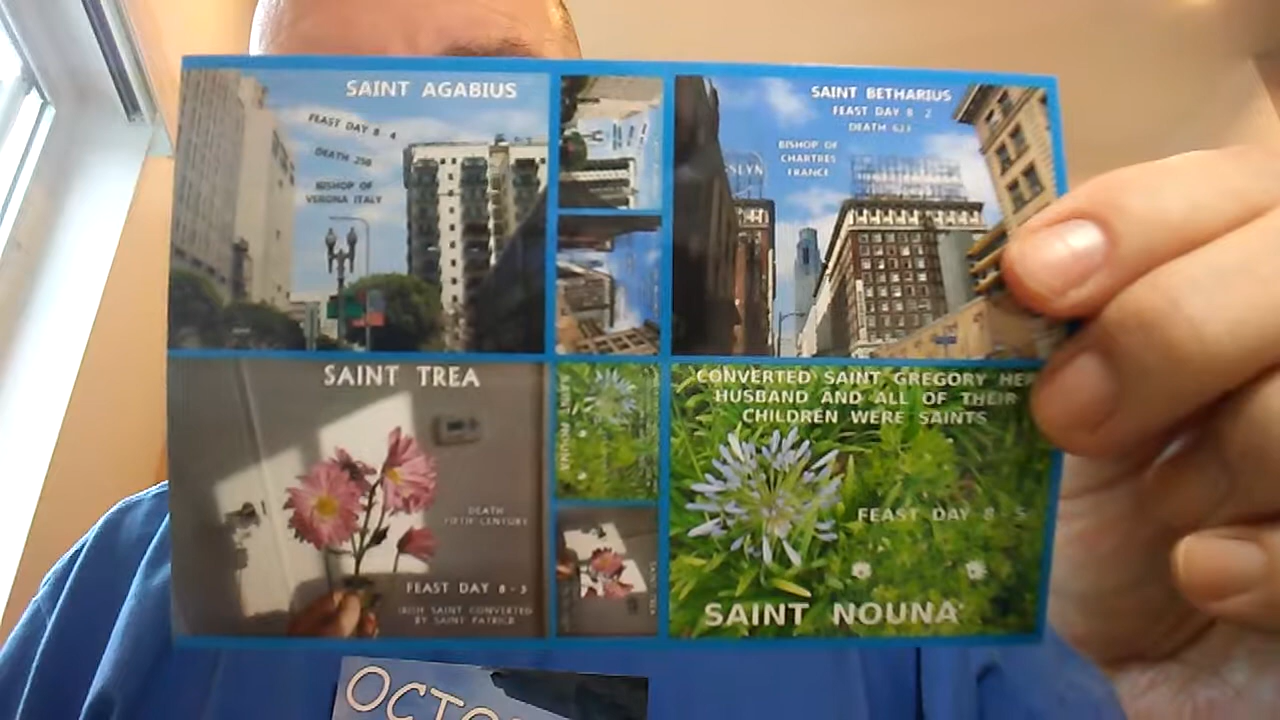 SAINT AGABIUS
FEAST DAY 8 4
DEATH 250
BISHOP OF
VERONA ITALY
SAINT BETHARIUS
FEAST DAY 8 2
DEATH 623
BISHOP OF
CHARTRES
FRANCE
SLYN
SAINT TREA
DEATH
FIFTH CENTURY
FEAST DAY 8-3
IRISH SAINT CONVERTED
BY SAINT PATRICK
SAINT NOUNA
CONVERTED SAINT GREGORY HER
HUSBAND AND ALL OF THEIR
CHILDREN WERE SAINTS
FEAST DAY 8-5
SAINT NOUNA
OCTO